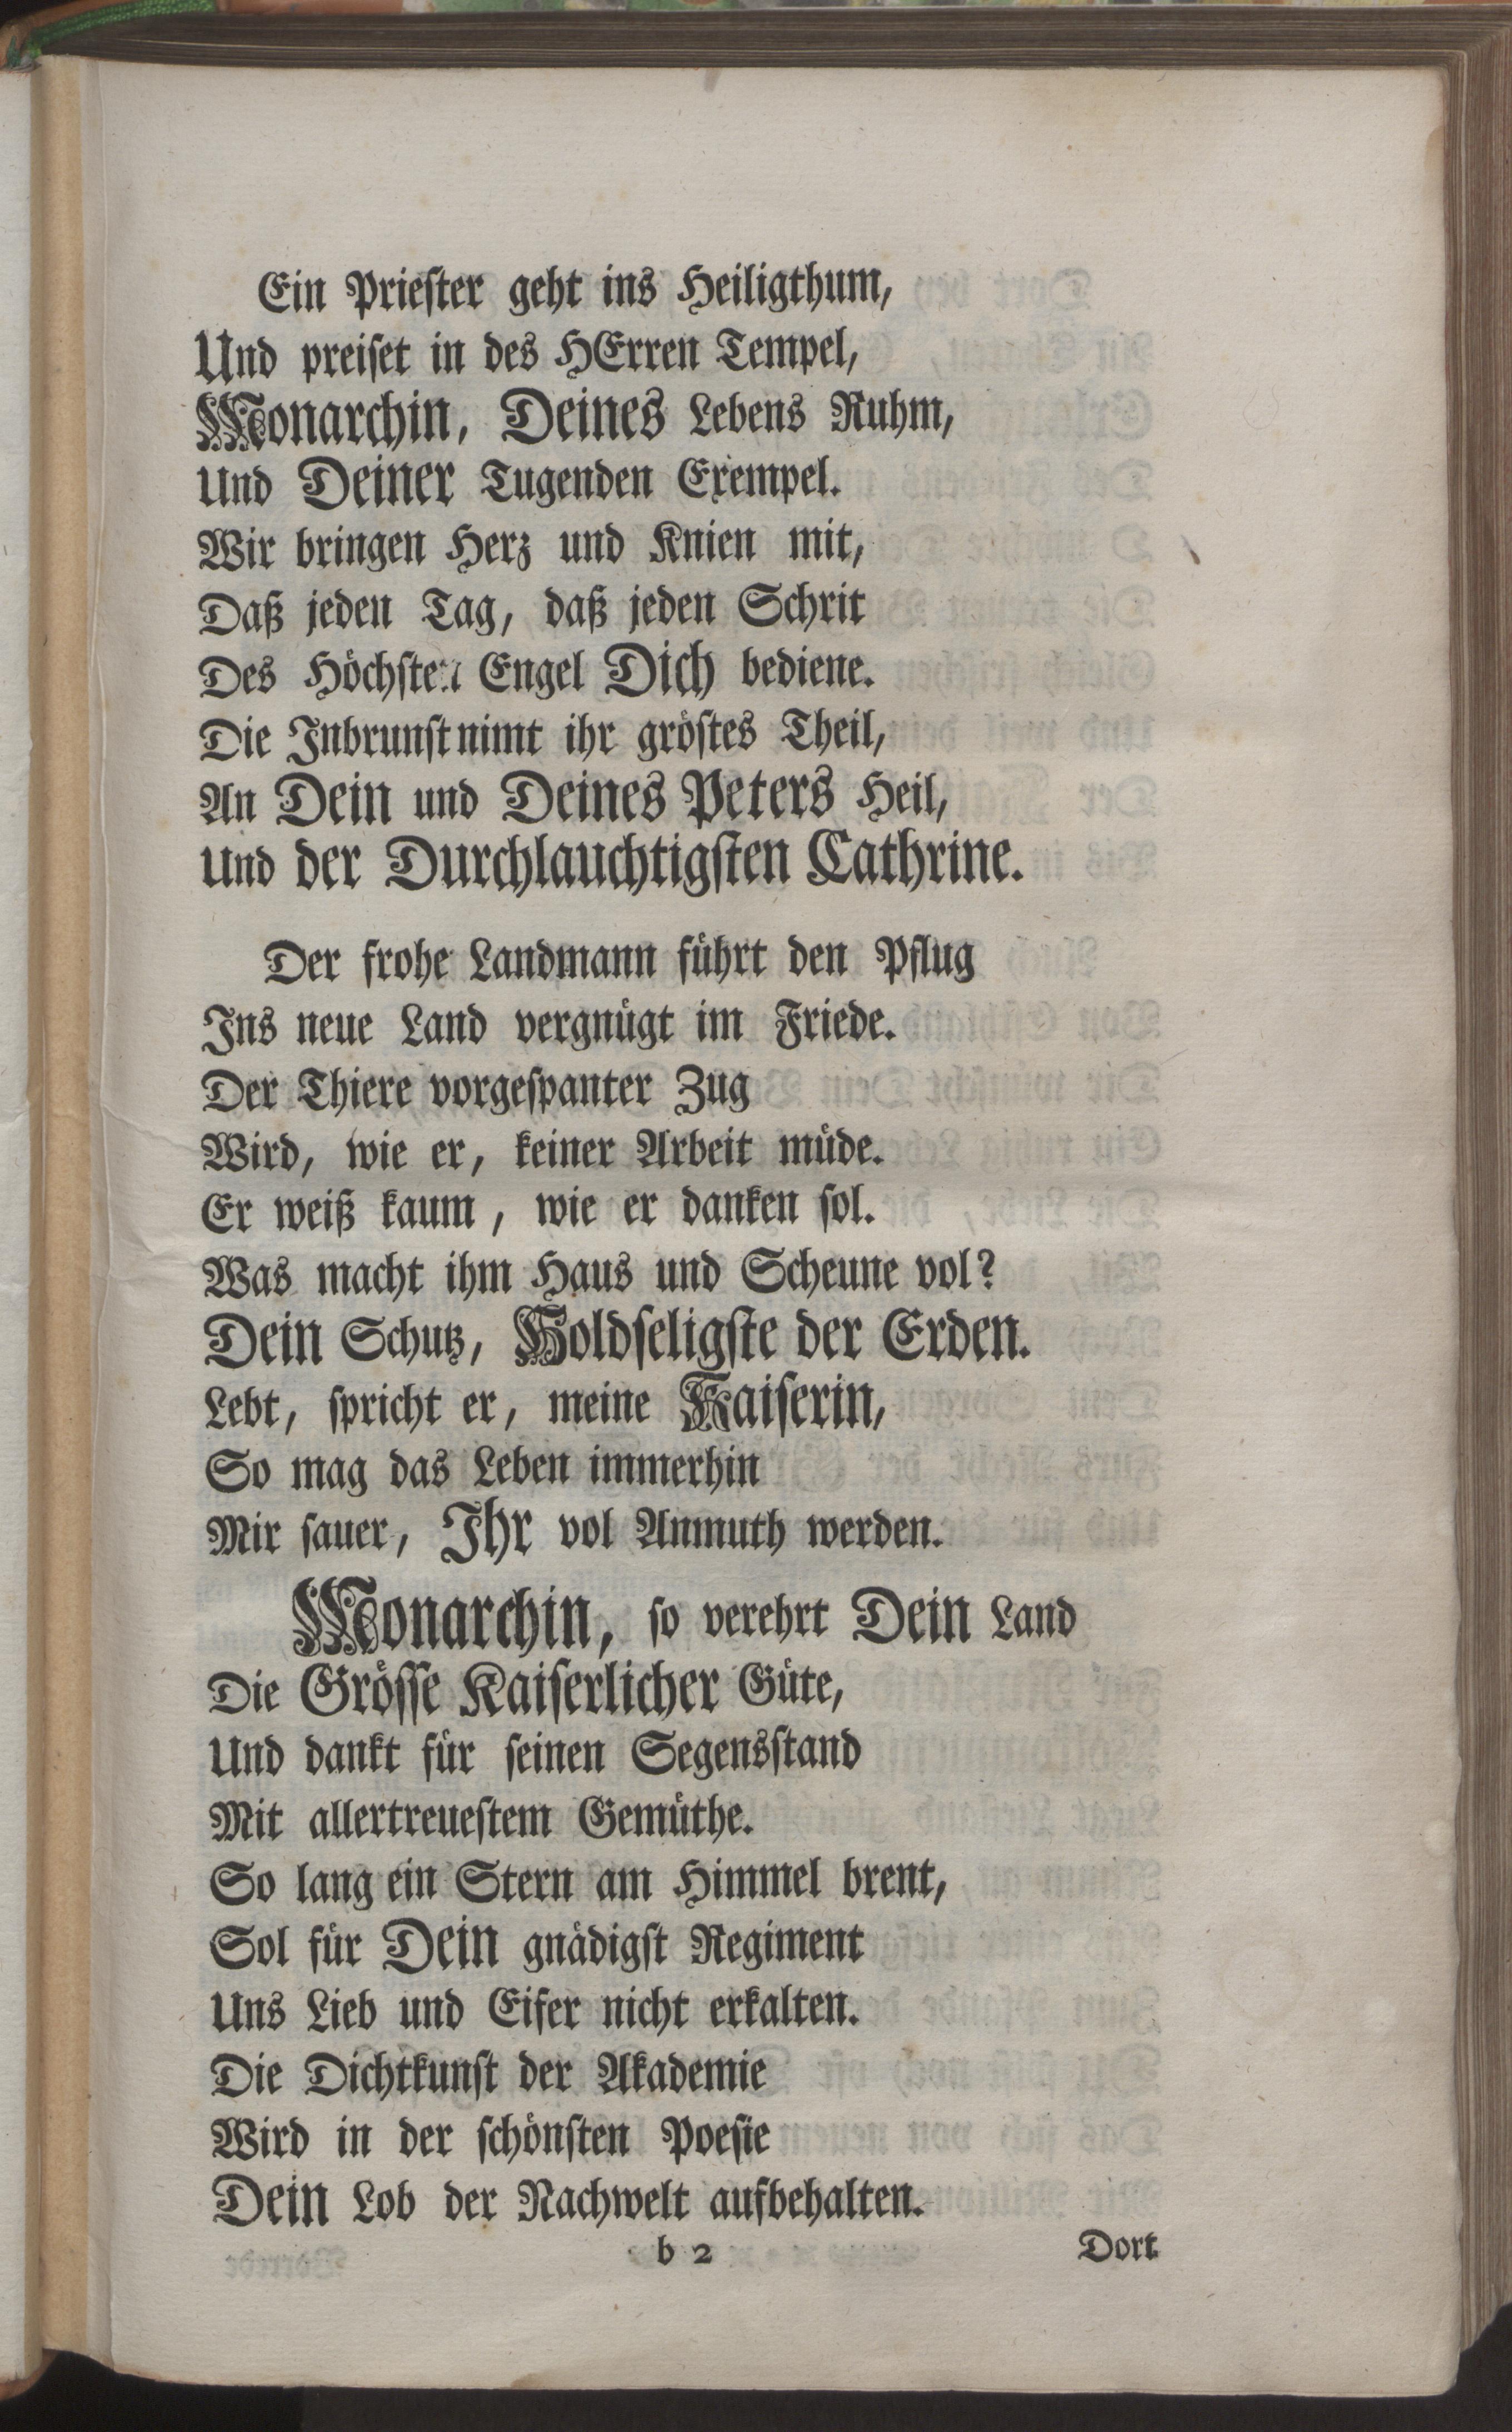 Ein Prieſter geht ins Heiligthum,
Und preiſet in des HErren Tempel,
Monarchin, Deines Lebens Ruhm,
Und Deiner Tugenden Exempel.
Wir bringen Herz und Knien mit,
Daß jeden Tag, daß jeden Schrit
Des Höchſten Engel Dich bediene.
Die Inbrunſt nimt ihr gröſtes Theil,
An Dein und Deines Peters Heil,
Und der Durchlauchtigſten Cathrine.
Der frohe Landmann führt den Pflug
Ins neue Land vergnügt im Friede.
Der Thiere vorgeſpanter Zug
Wird, wie er, keiner Arbeit müde.
Er weiß kaum, wie er danken ſol.
Was macht ihm Haus und Scheune vol?
Dein Schutz, Holdſeligſte der Erden.
Lebt, ſpricht er, meine Kaiſerin,
So mag das Leben immerhin
Mir ſauer, Ihr vol Anmuth werden.
Monarchin, ſo verehrt Dein Land
Die Gröſſe Kaiſerlicher Güte,
Und dankt für ſeinen Segensſtand
Mit allertreueſtem Gemüthe.
So lang ein Stern am Himmel brent,
Sol für Dein gnädigſt Regiment
Uns Lieb und Eifer nicht erkalten.
Die Dichtkunſt der Akademie
Wird in der ſchönſten Poeſie
Dein Lob der Nachwelt aufbehalten.
b 2 Dort